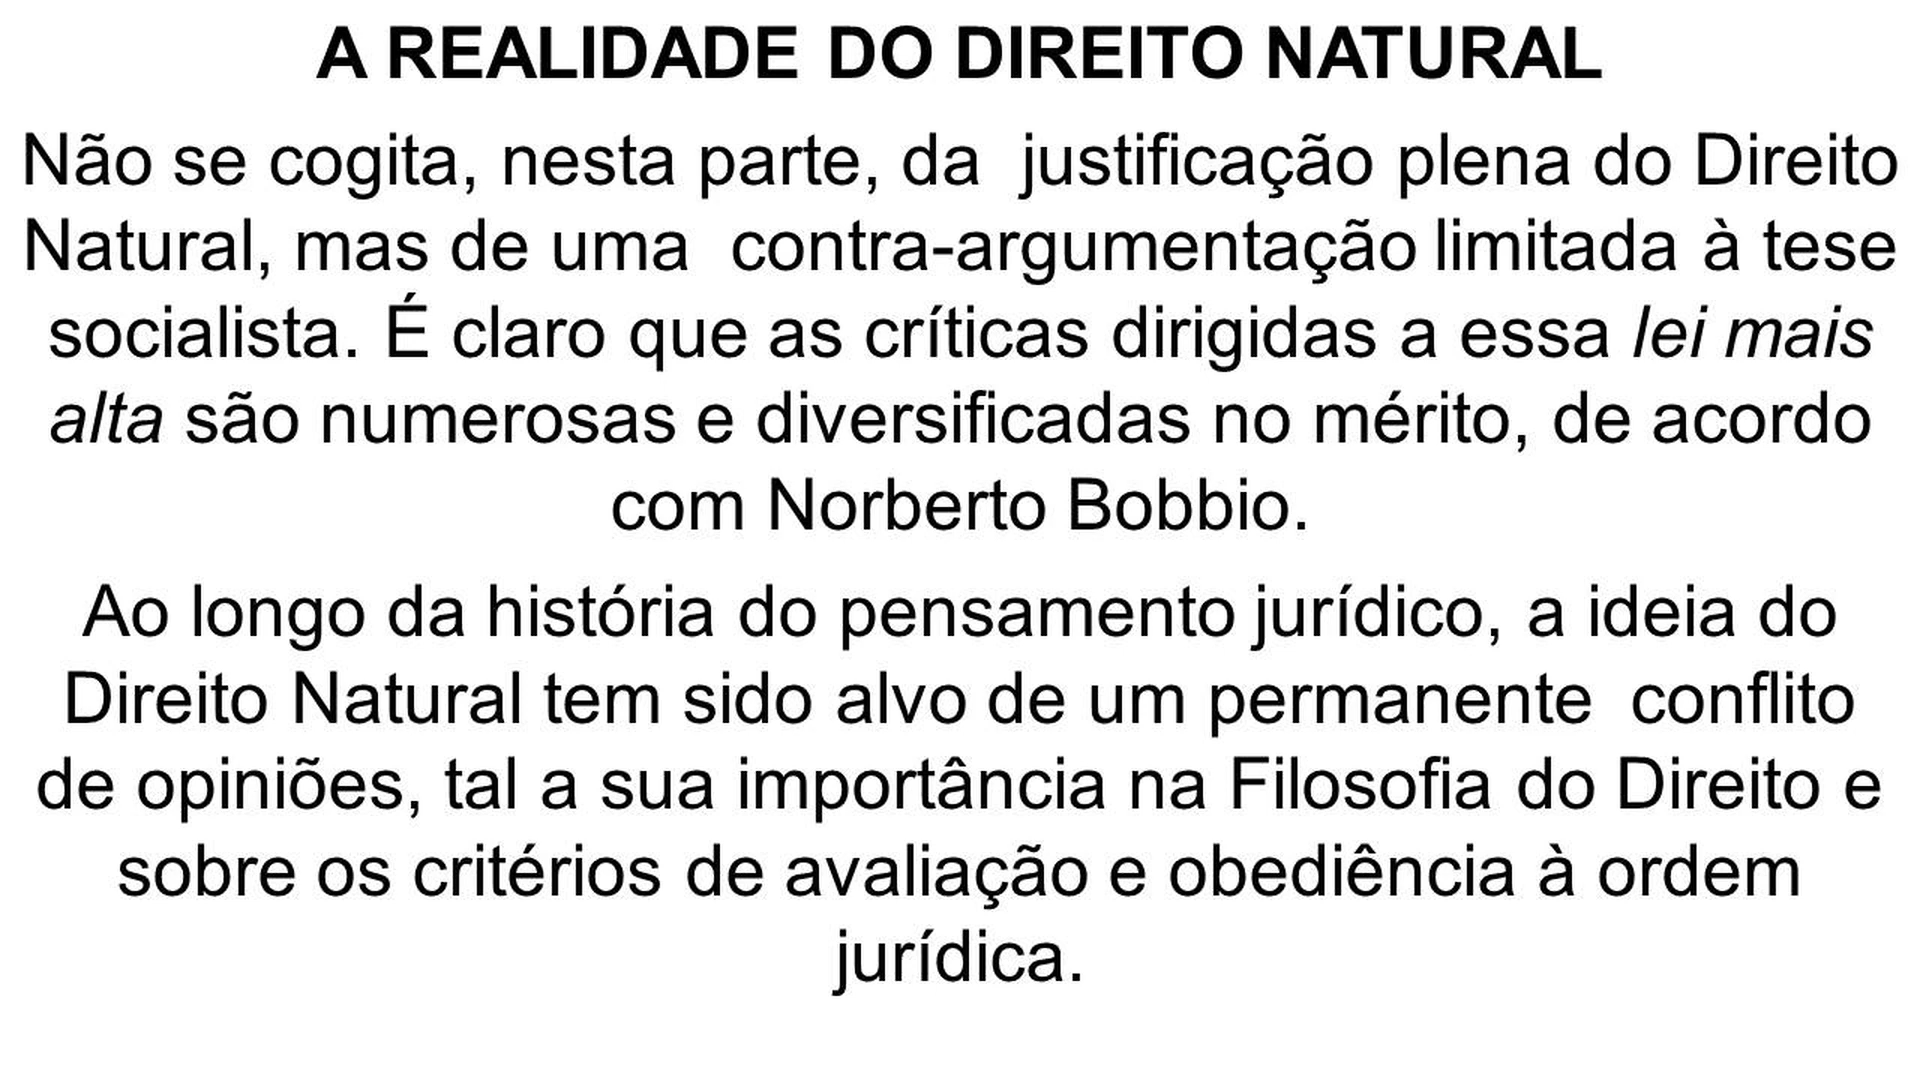 A REALIDADE DO DIREITO NATURAL
Não se cogita, nesta parte, da justificação plena do Direito
Natural, mas de uma contra-argumentação limitada à tese
socialista. É claro que as críticas dirigidas a essa lei mais
alta são numerosas e diversificadas no mérito, de acordo
com Norberto Bobbio.
Ao longo da história do pensamento jurídico, a ideia do
Direito Natural tem sido alvo de um permanente conflito
de opiniões, tal a sua importância na Filosofia do Direito e
sobre os critérios de avaliação e obediência à ordem
jurídica.